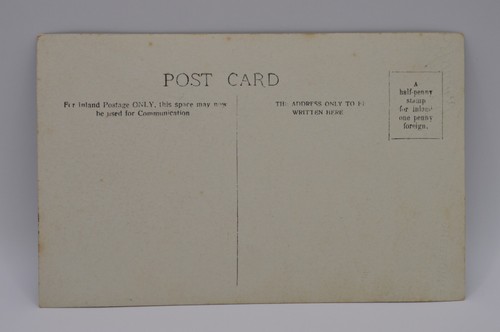 POST CARD
For Inland Postage ONLY, this space may now
be used for Communication
THE ADDRESS ONLY TO BE
WRITTEN HERE
A
half-penny
stamp
for inland
one penny
foreign.